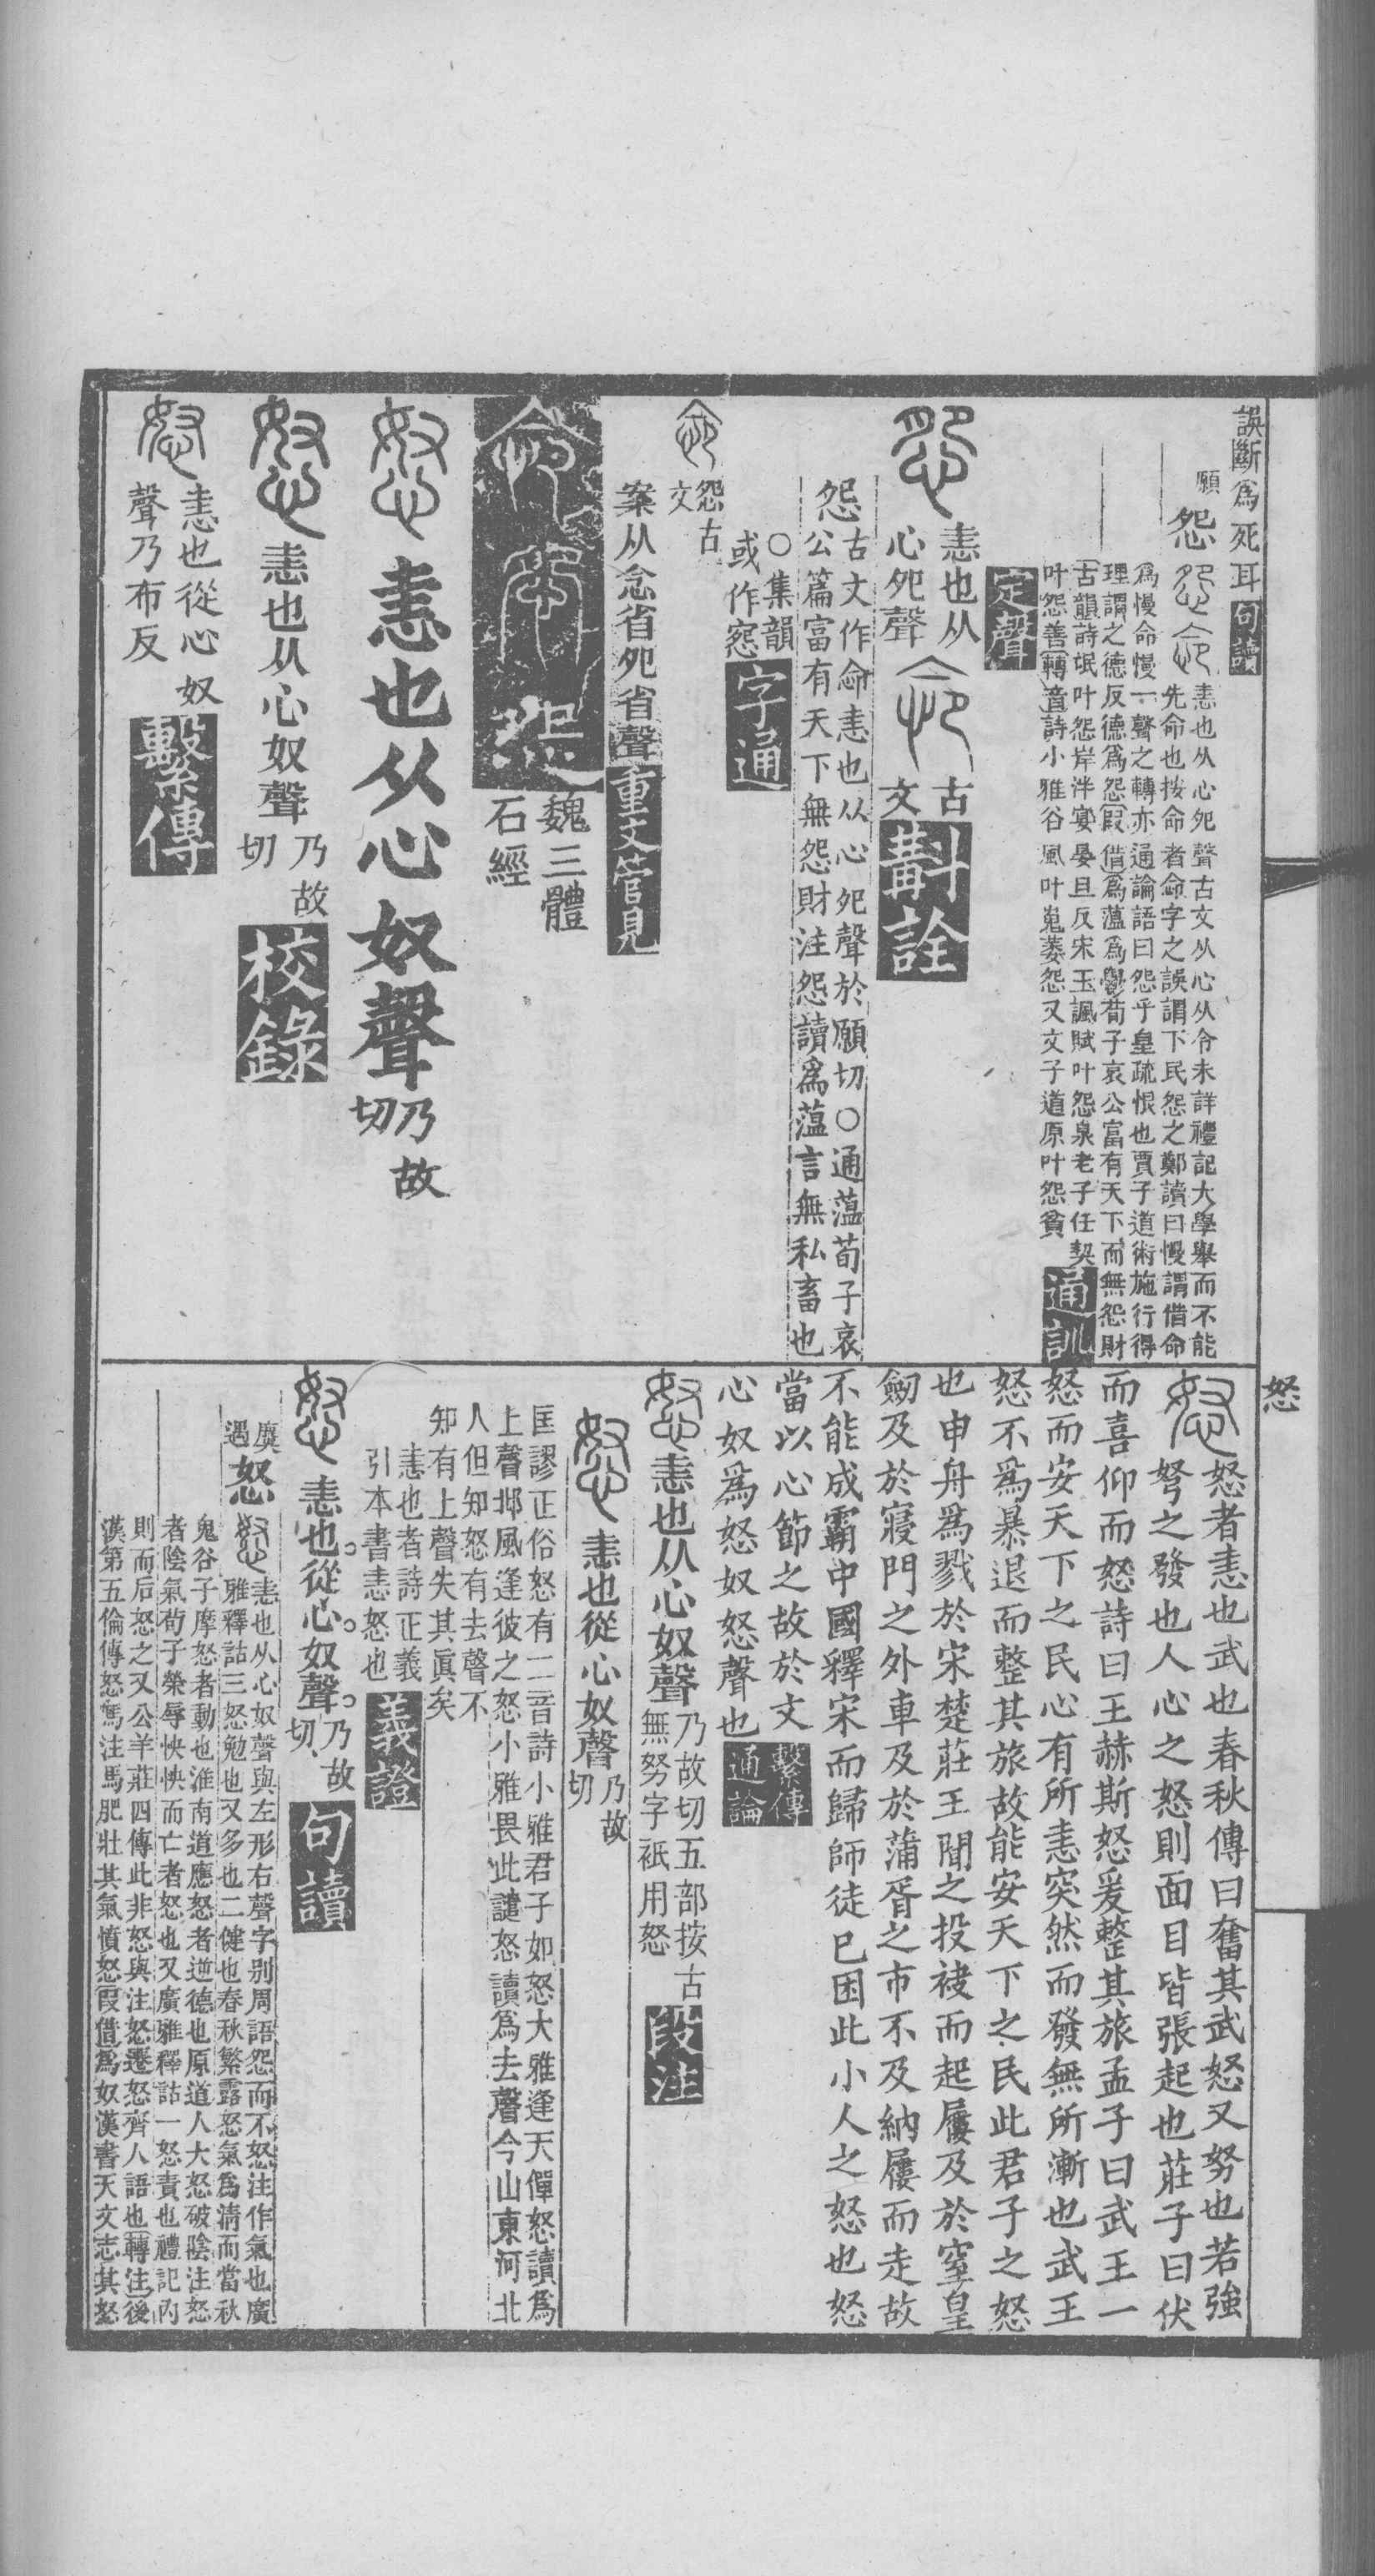 誤斷爲死耳句讀
願
怨
恚也从心夗聲古文从心从令未詳禮記大學舉而不能
先命也按命者命字之誤謂下民怨之鄭讀曰慢謂借命
爲慢命慢一聲之轉亦通論語曰怨乎皇疏恨也賈子道術施行得
理謂之德反德爲怨叚借爲薀爲鬱荀子哀公富有天下而無怨財
古韻詩氓叶怨岸泮宴晏旦反宋玉諷賦叶怨泉老子任契
叶怨善轉音詩小雅谷風叶嵬萎怨又文子道原叶怨貧
通訓
定聲
恚也从
心夗聲
古
文
斠詮
怨古文作命恚也从心夗聲於願切○通薀荀子哀
公篇富有天下無怨財注怨讀爲薀言無私畜也
○集韻
或作惌
字通
怨古
文
案从㤅省夗省聲重文管見
怨
魏三體
石經
恚也从心奴聲乃故
切
恚也从心奴聲乃故
切
校錄
恚也從心奴
聲乃布反
繫傳
怒
怒者恚也武也春秋傳曰奮其武怒又努也若強
弩之發也人心之怒則面目皆張起也莊子曰伏
而喜仰而怒詩曰王赫斯怒爰整其旅孟子曰武王一
怒而安天下之民心有所恚突然而發無所漸也武王
怒不爲暴退而整其旅故能安天下之民此君子之怒
也申舟爲戮於宋楚莊王聞之投袂而起屨及於窒皇
劒及於寢門之外車及於蒲胥之市不及納屨而走故
不能成霸中國釋宋而歸師徒已困此小人之怒也怒
當以心節之故於文
心奴爲怒奴怒聲也
繫傳
通論
恚也从心奴聲乃故切五部按古
無努字衹用怒
段注
恚也從心奴聲乃故
切
匡謬正俗怒有二音詩小雅君子如怒大雅逢天僤怒讀爲
上聲邶風逢彼之怒小雅畏此譴怒讀爲去聲今山東河北
人但知怒有去聲不
知有上聲失其眞矣
恚也者詩正義
引本書恚怒也
義證
恚也從心奴聲乃故
切
句讀
麌
遇
怒
恚也从心奴聲與左形右聲字别周語怨而不怒注作氣也廣
雅釋詁三怒勉也又多也二健也春秋繁露怒氣爲清而當秋
鬼谷子摩怒者動也淮南道應怒者逆德也原道人大怒破陰注怒
者陰氣荀子榮辱怏怏而亡者怒也又廣雅釋詁一怒責也禮記内
則而后怒之又公羊莊四傳此非怒與注怒遷怒齊人語也轉注後
漢第五倫傳怒馬注馬肥壯其氣憤怒叚借爲奴漢書天文志其怒